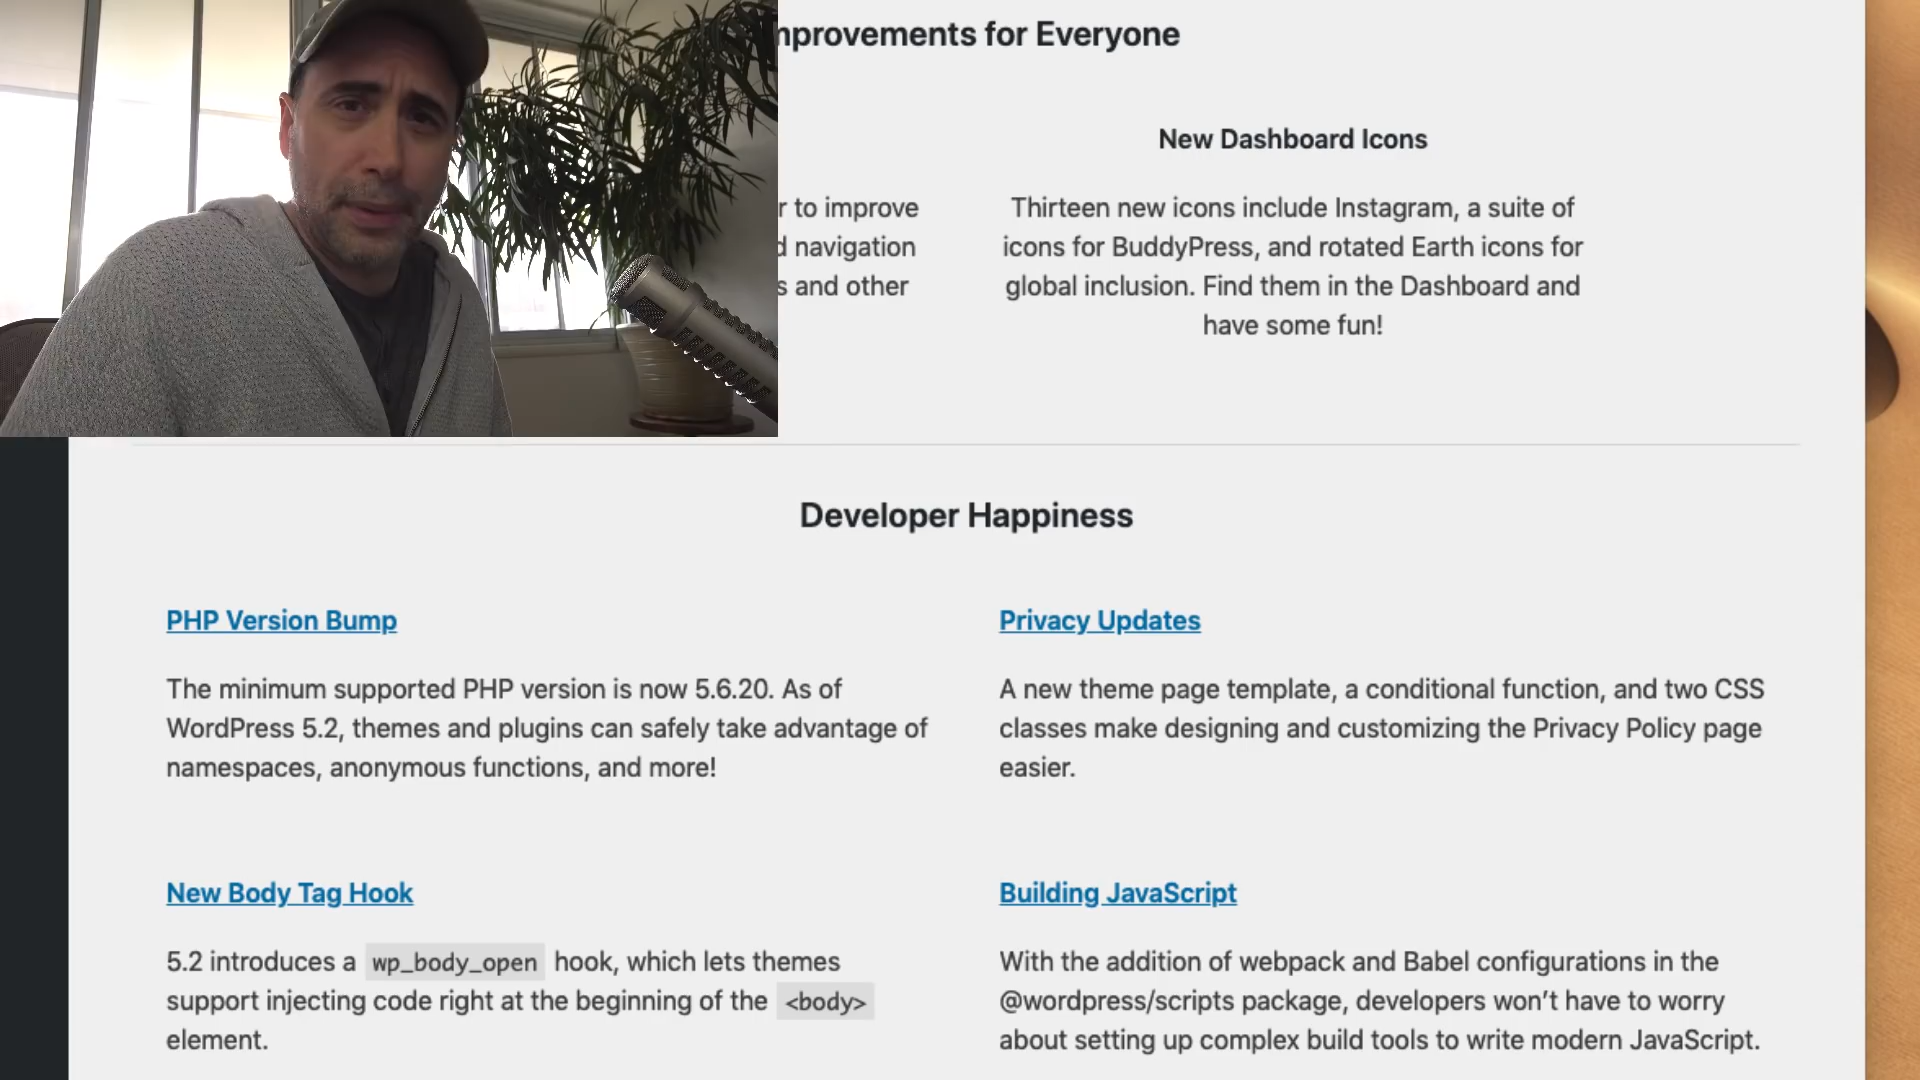 provements for Everyone
New Dashboard Icons
to improve
navigation
and other
Thirteen new icons include Instagram, a suite of
icons for BuddyPress, and rotated Earth icons for
global inclusion. Find them in the Dashboard and
have some fun!
Developer Happiness
PHP Version Bump
The minimum supported PHP version is now 5.6.20. As of
WordPress 5.2, themes and plugins can safely take advantage of
namespaces, anonymous functions, and more!
Privacy Updates
A new theme page template, a conditional function, and two CSS
classes make designing and customizing the Privacy Policy page
easier.
New Body Tag Hook
5.2 introduces a wp_body_open hook, which lets themes
support injecting code right at the beginning of the <body>
element.
Building JavaScript
With the addition of webpack and Babel configurations in the
@wordpress/scripts package, developers won’t have to worry
about setting up complex build tools to write modern JavaScript.